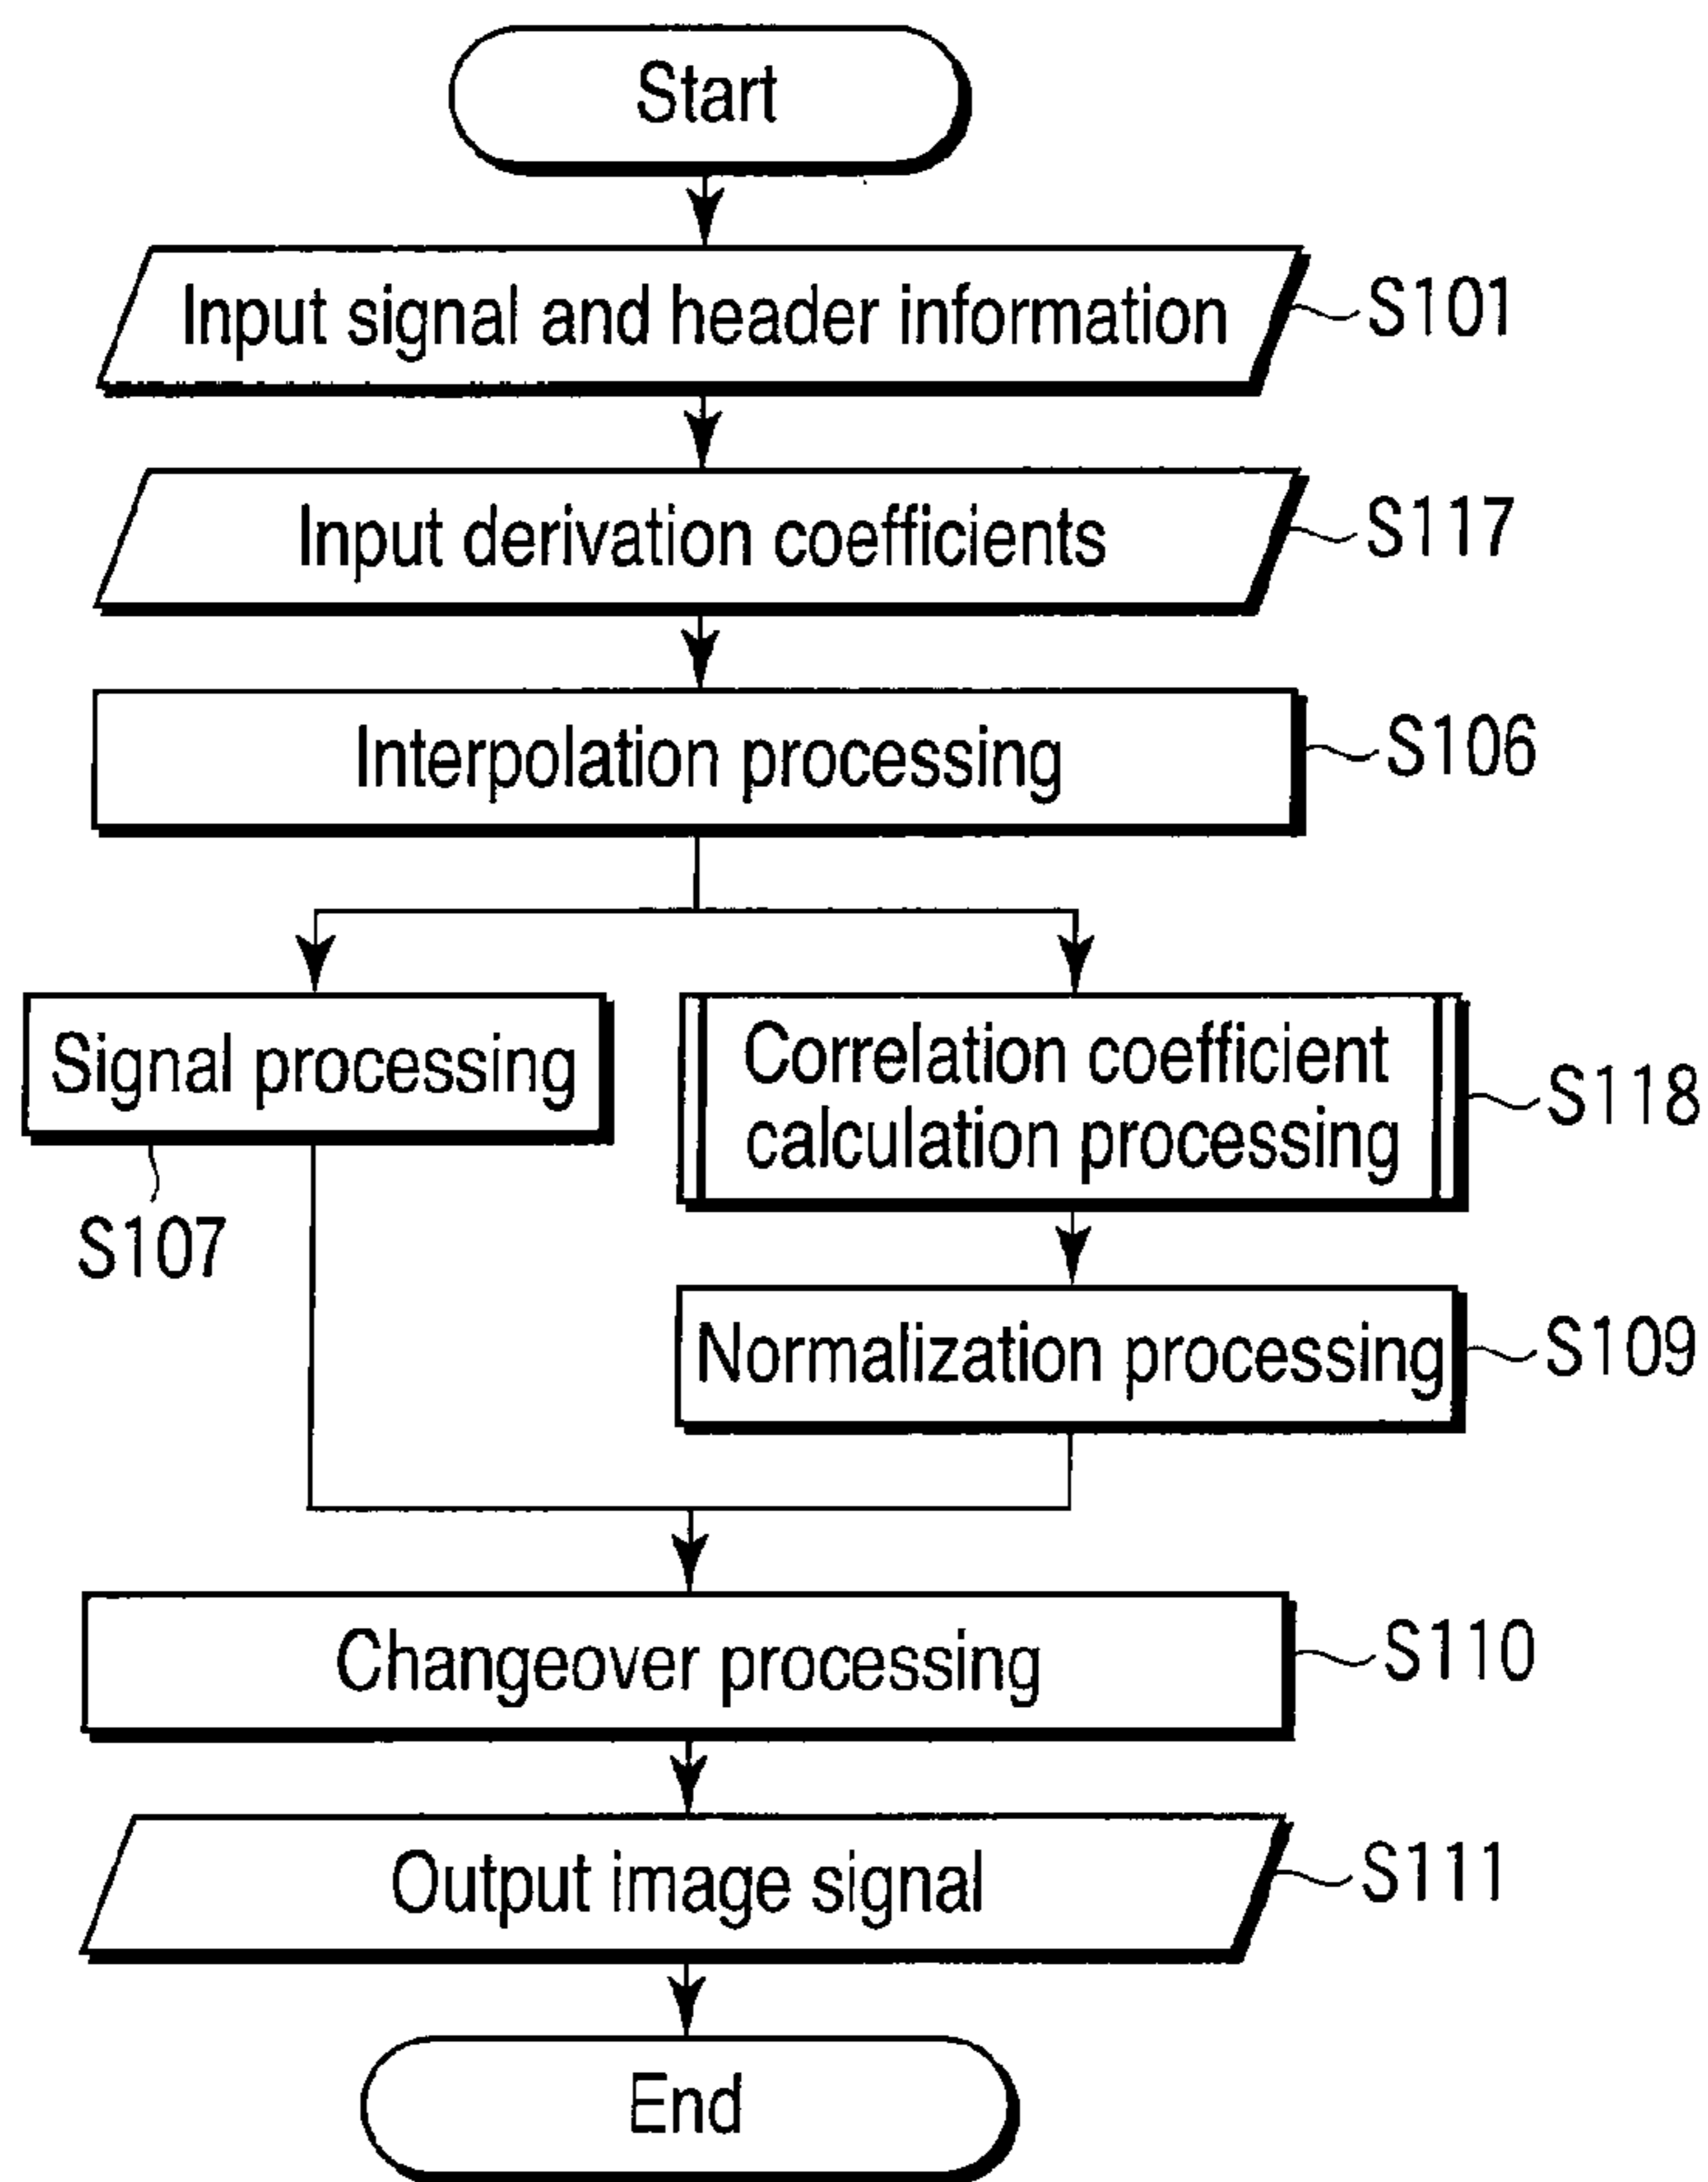 Start
Input signal and header information
S101
Input derivation coefficients
S117
Interpolation processing
S106
Signal processing
S107
Correlation coefficient
calculation processing
S118
Normalization processing
S109
Changeover processing
S110
Output image signal
S111
End